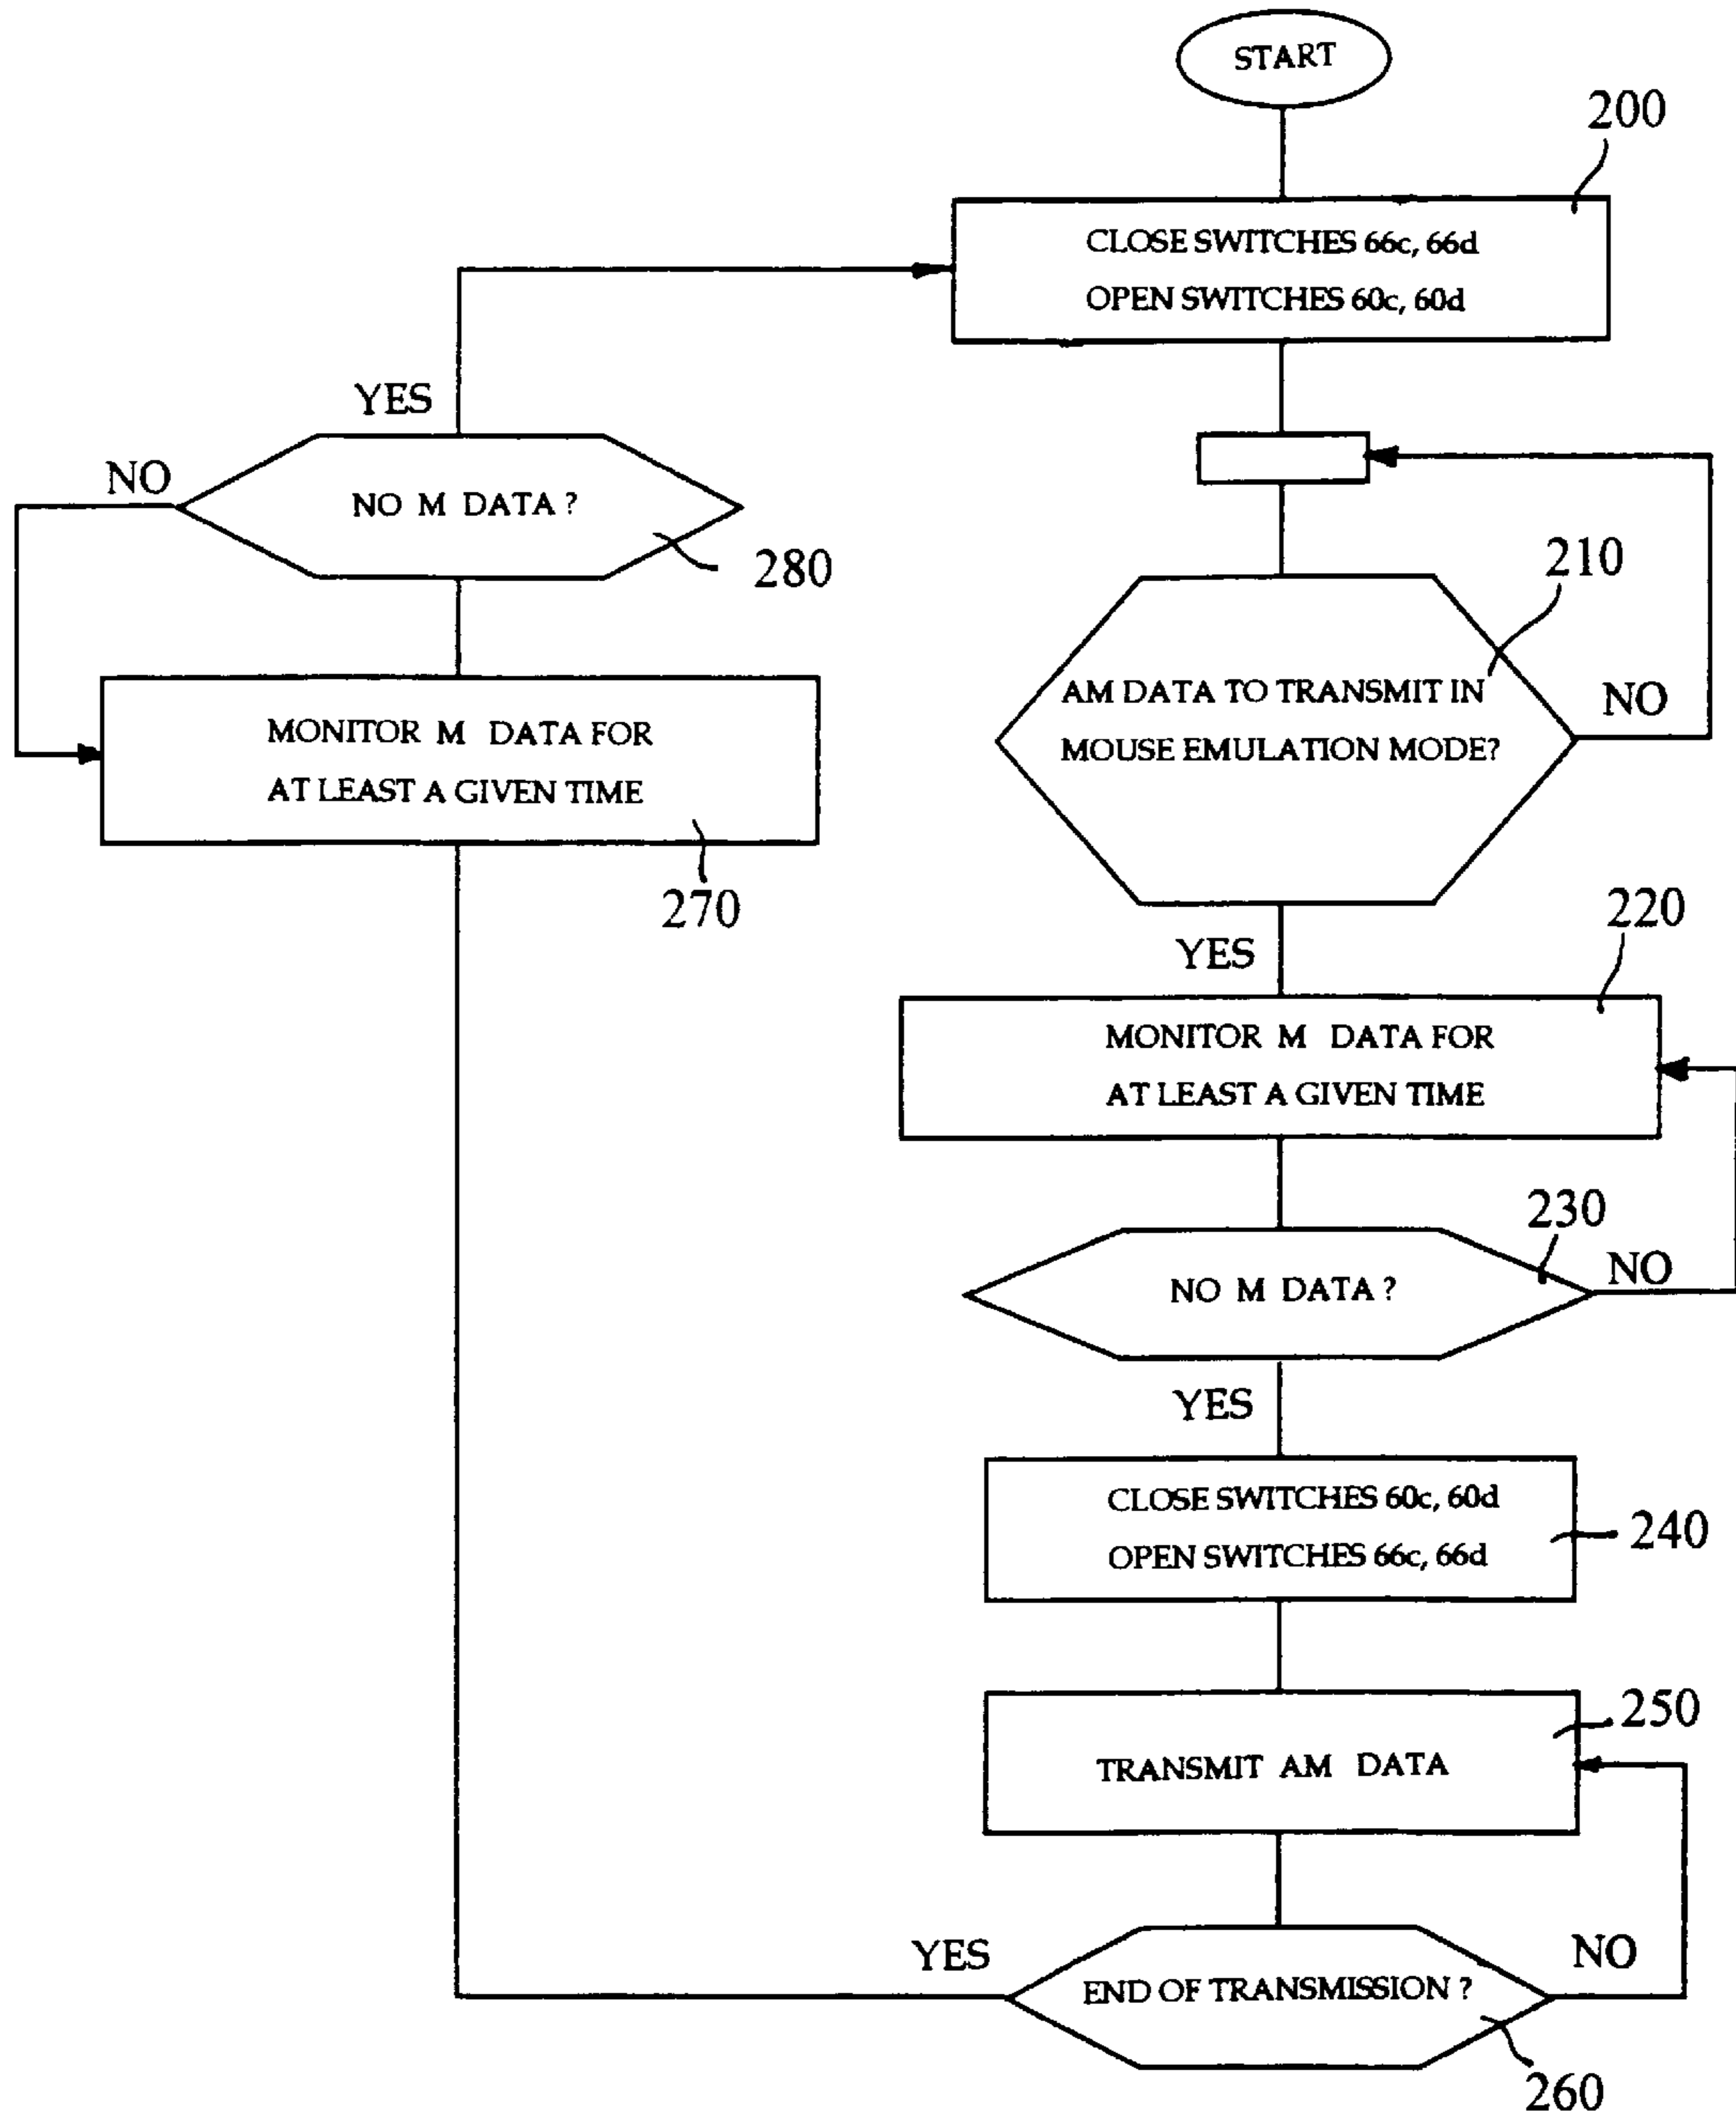 START
200
CLOSE SWITCHES 66c, 66d
OPEN SWITCHES 60c, 60d
YES
NO
NO M DATA ?
280
210
AM DATA TO TRANSMIT IN
MOUSE EMULATION MODE?
NO
MONITOR M DATA FOR
AT LEAST A GIVEN TIME
270
YES
220
MONITOR M DATA FOR
AT LEAST A GIVEN TIME
230
NO M DATA ?
NO
YES
CLOSE SWITCHES 60c, 60d
OPEN SWITCHES 66c, 66d
240
250
TRANSMIT AM DATA
YES
NO
END OF TRANSMISSION ?
260